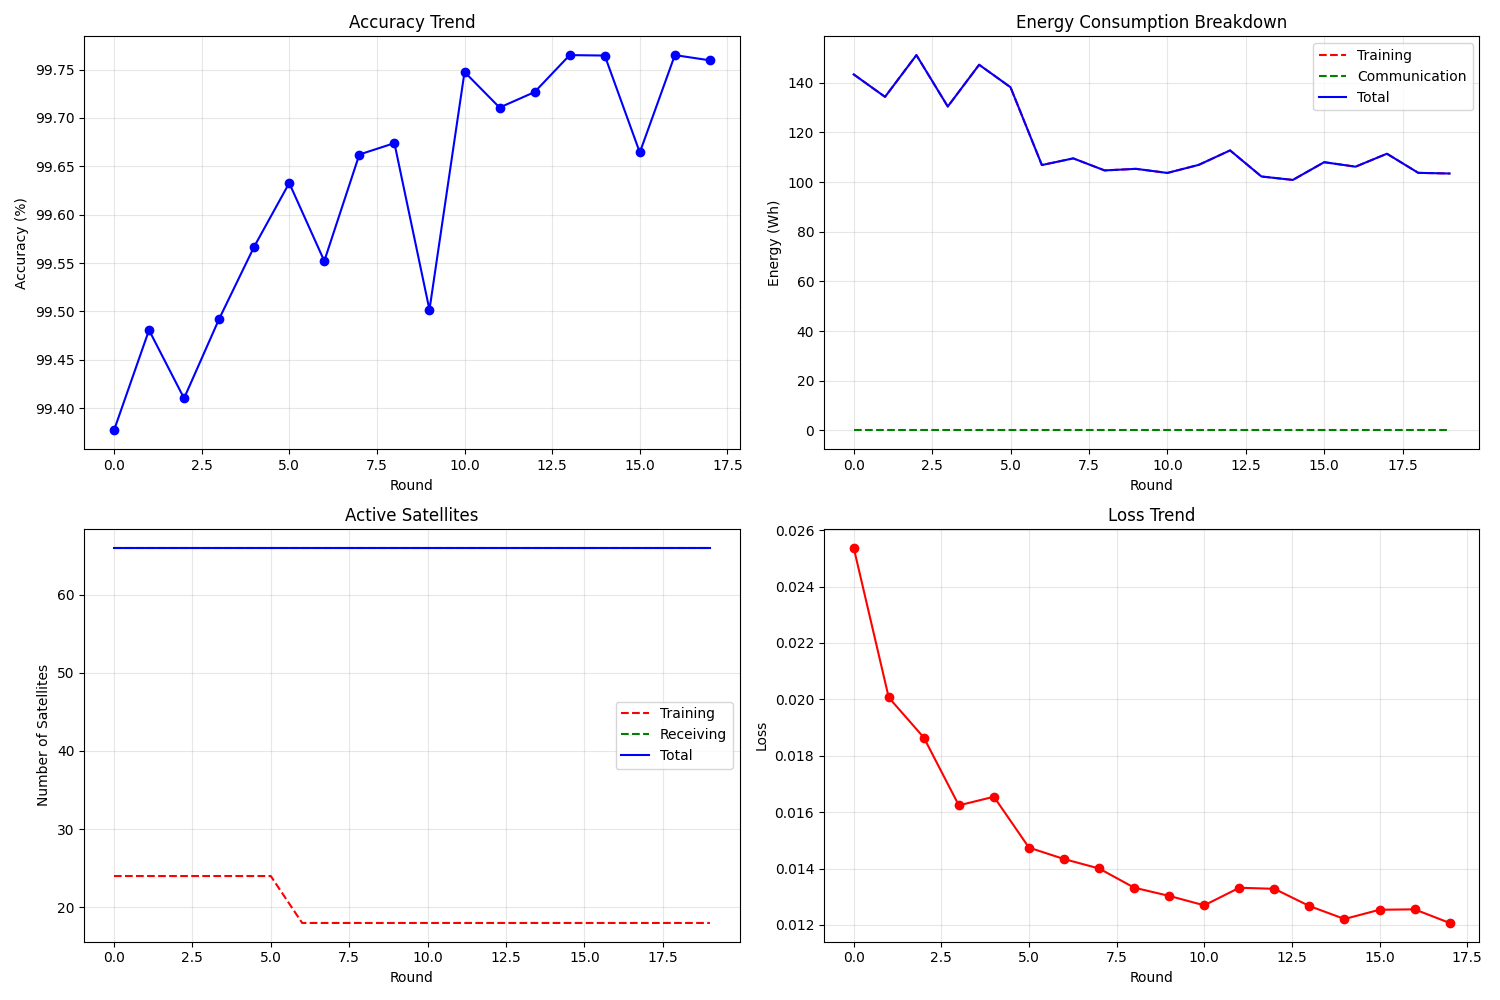 Accuracy Trend
Accuracy (%)
99.75
99.70
99.65
99.60
99.55
99.50
99.45
99.40
0.0 2.5 5.0 7.5 10.0 12.5 15.0 17.5
Round
Energy Consumption Breakdown
Energy (Wh)
140
120
100
80
60
40
20
0
Training
Communication
Total
0.0 2.5 5.0 7.5 10.0 12.5 15.0 17.5
Round
Active Satellites
Number of Satellites
60
50
40
30
20
Training
Receiving
Total
0.0 2.5 5.0 7.5 10.0 12.5 15.0 17.5
Round
Loss Trend
Loss
0.026
0.024
0.022
0.020
0.018
0.016
0.014
0.012
0.0 2.5 5.0 7.5 10.0 12.5 15.0 17.5
Round